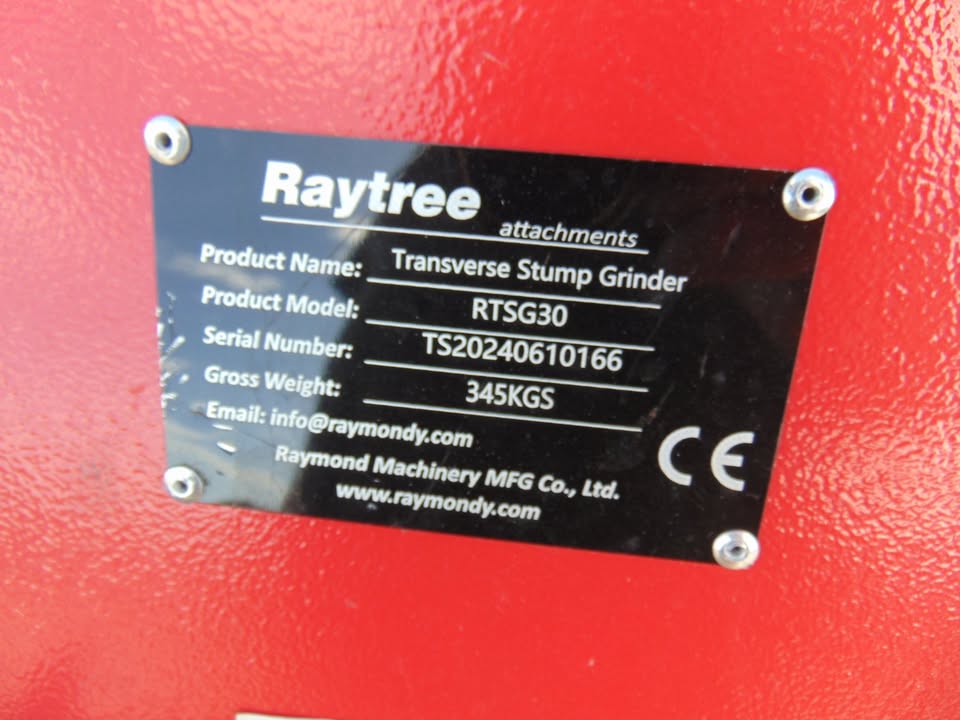 Raytree
attachments
Product Name: Transverse Stump Grinder
Product Model: RTSG30
Serial Number: TS20240610166
Gross Weight: 345KGS
Email: info@raymondy.com
Raymond Machinery MFG Co., Ltd.
www.raymondy.com
CE